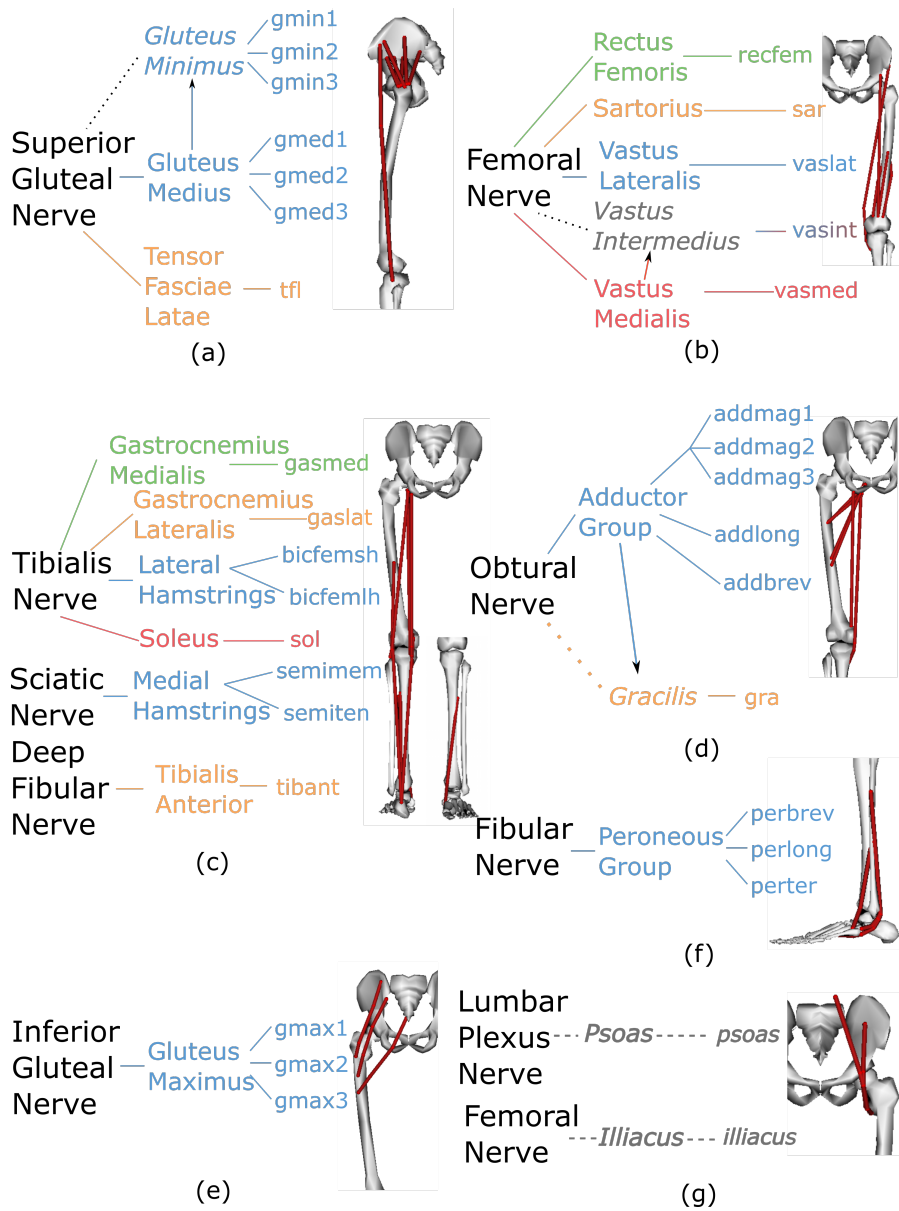 Gluteus
Minimus
gmin1
gmin2
gmin3
Superior
Gluteal
Nerve
Gluteus
Medius
gmed1
gmed2
gmed3
Tensor
Fasciae
Latae
tfl
(a)
Rectus
Femoris
recfem
Sartorius
sar
Femoral
Nerve
Vastus
Lateralis
vaslat
Vastus
Intermedius
vasint
Vastus
Medialis
vasmed
(b)
Gastrocnemius
Medialis
gasmed
Gastrocnemius
Lateralis
gaslat
Tibialis
Nerve
Lateral
Hamstrings
bicfemsh
bicfemlh
Soleus
sol
Sciatic
Nerve
Medial
Hamstrings
semimem
semiten
Deep
Fibular
Nerve
Tibialis
Anterior
tibant
(c)
addmag1
addmag2
addmag3
Adductor
Group
addlong
addbrev
Obtural
Nerve
Gracilis
gra
(d)
Fibular
Nerve
Peroneous
Group
perbrev
perlong
perter
(f)
Inferior
Gluteal
Nerve
Gluteus
Maximus
gmax1
gmax2
gmax3
(e)
Lumbar
Plexus
Nerve
Psoas
psoas
Femoral
Nerve
Illiacus
illiacus
(g)